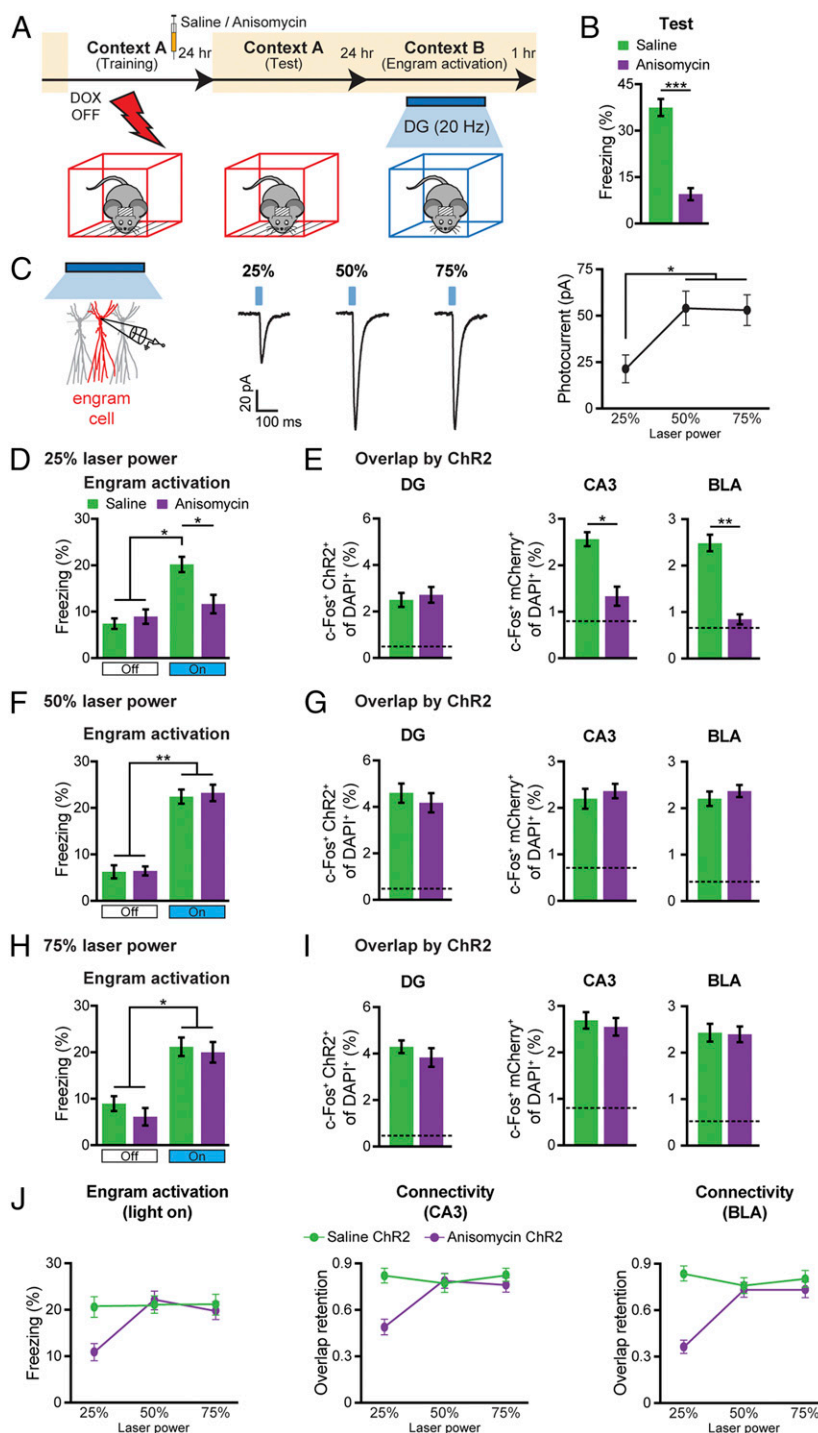 A
Saline / Anisomycin
Context A
(Training)
24 hr
Context A
(Test)
24 hr
Context B
(Engram activation)
1 hr
DOX
OFF
DG (20 Hz)
B
Test
Saline
Anisomycin
***
Freezing (%)
45
30
15
0
C
engram
cell
25%
50%
75%
20 pA
100 ms
*
Photocurrent (pA)
75
50
25
0
25%
50%
75%
Laser power
D
25% laser power
Engram activation
Saline
Anisomycin
*
*
Freezing (%)
30
20
10
0
Off
On
E
Overlap by ChR2
DG
c-Fos⁺ ChR2⁺
of DAPI⁺ (%)
6
4
2
0
CA3
*
c-Fos⁺ mCherry⁺
of DAPI⁺ (%)
3
2
1
0
BLA
**
3
2
1
0
F
50% laser power
Engram activation
**
Freezing (%)
30
20
10
0
Off
On
G
Overlap by ChR2
DG
c-Fos⁺ ChR2⁺
of DAPI⁺ (%)
6
4
2
0
CA3
c-Fos⁺ mCherry⁺
of DAPI⁺ (%)
3
2
1
0
BLA
3
2
1
0
H
75% laser power
Engram activation
*
Freezing (%)
30
20
10
0
Off
On
I
Overlap by ChR2
DG
c-Fos⁺ ChR2⁺
of DAPI⁺ (%)
6
4
2
0
CA3
c-Fos⁺ mCherry⁺
of DAPI⁺ (%)
3
2
1
0
BLA
3
2
1
0
J
Engram activation
(light on)
Freezing (%)
30
20
10
0
25%
50%
75%
Laser power
Connectivity
(CA3)
Saline ChR2
Anisomycin ChR2
Overlap retention
0.9
0.6
0.3
0
25%
50%
75%
Laser power
Connectivity
(BLA)
Overlap retention
0.9
0.6
0.3
0
25%
50%
75%
Laser power